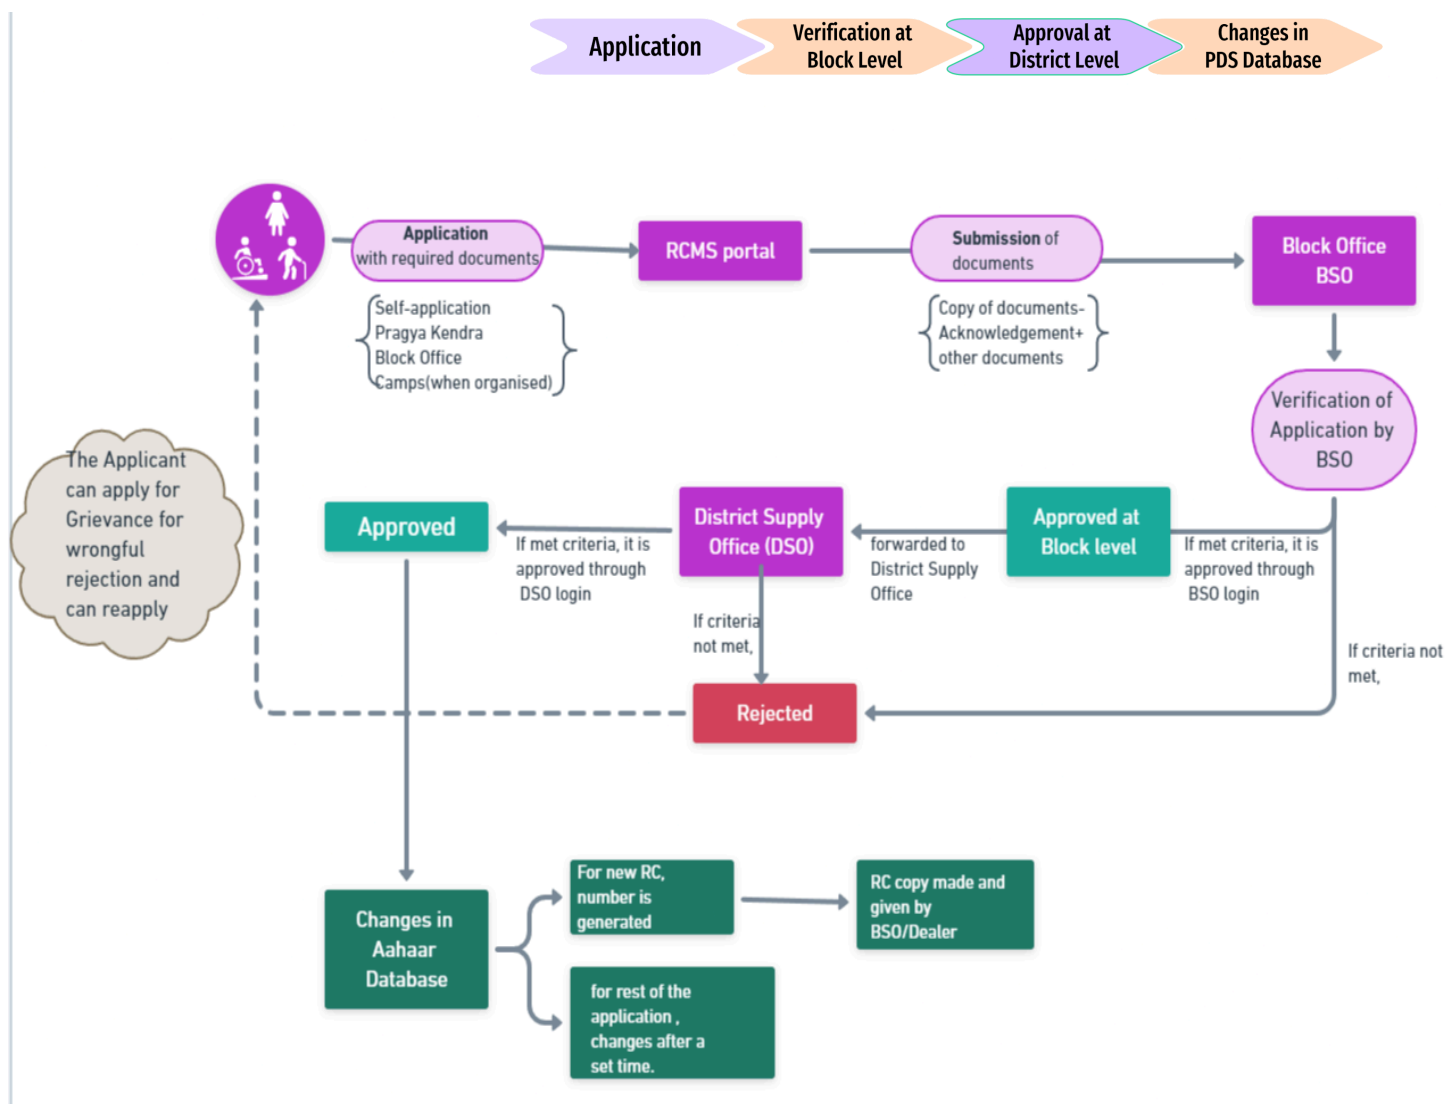 Application
Verification at
Block Level
Approval at
District Level
Changes in
PDS Database
Application
with required documents
RCMS portal
Submission of
documents
Block Office
BSO
Self-application
Pragya Kendra
Block Office
Camps(when organised)
Copy of documents-
Acknowledgement+
other documents
Verification of
Application by
BSO
The Applicant
can apply for
Grievance for
wrongful
rejection and
can reapply
Approved
If met criteria, it is
approved through
DSO login
District Supply
Office (DSO)
forwarded to
District Supply
Office
Approved at
Block level
If met criteria, it is
approved through
BSO login
If criteria
not met,
If criteria not
met,
Rejected
Changes in
Aahaar
Database
For new RC,
number is
generated
RC copy made and
given by
BSO/Dealer
for rest of the
application ,
changes after a
set time.